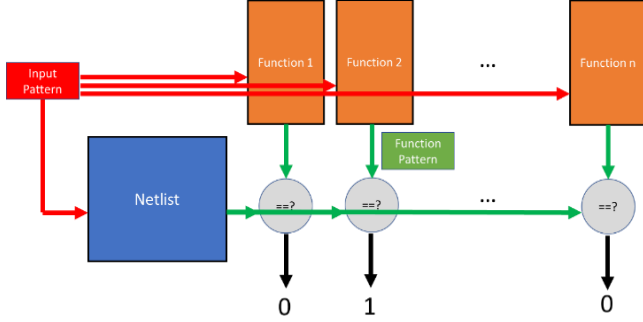 Function 1
Function 2
...
Function n
Input
Pattern
Function
Pattern
Netlist
==?
==?
...
==?
0
1
0